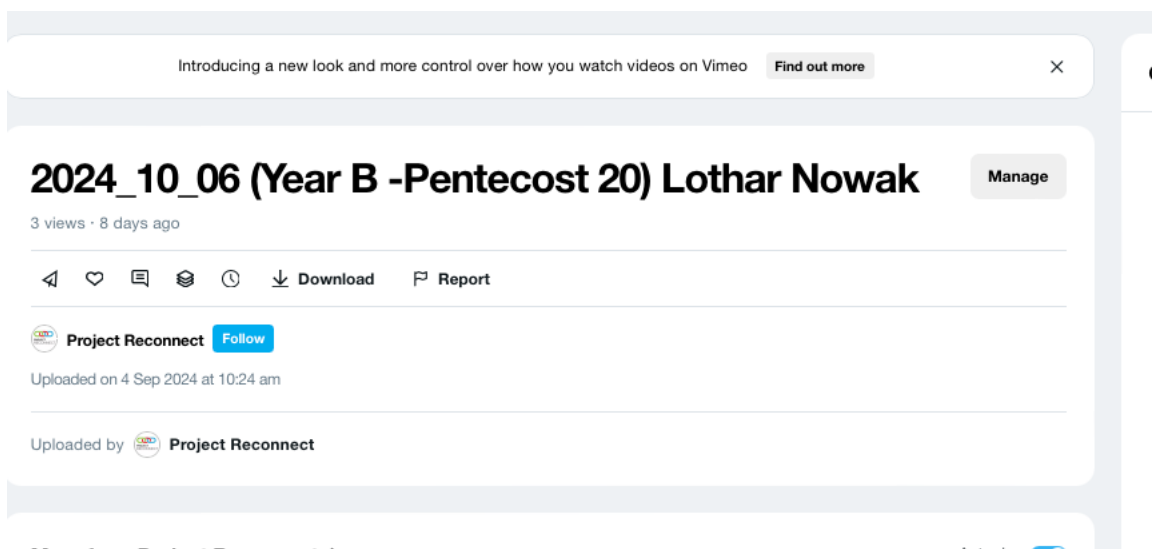 Introducing a new look and more control over how you watch videos on Vimeo Find out more
2024_10_06 (Year B -Pentecost 20) Lothar Nowak Manage
3 views · 8 days ago
Download Report
Project Reconnect Follow
Uploaded on 4 Sep 2024 at 10:24 am
Uploaded by Project Reconnect